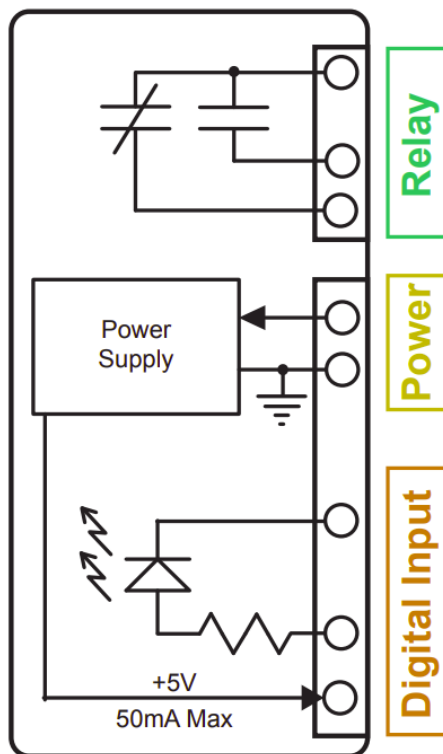 Relay
Power
Supply
Power
Digital Input
+5V
50mA Max